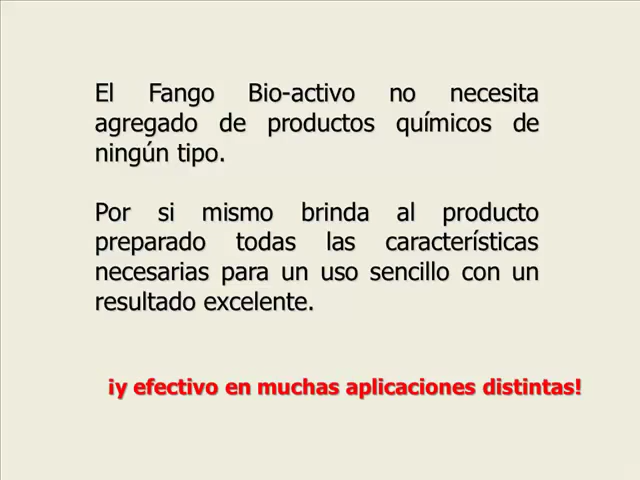 El Fango Bio-activo no necesita
agregado de productos químicos de
ningún tipo.
Por si mismo brinda al producto
preparado todas las características
necesarias para un uso sencillo con un
resultado excelente.
¡y efectivo en muchas aplicaciones distintas!